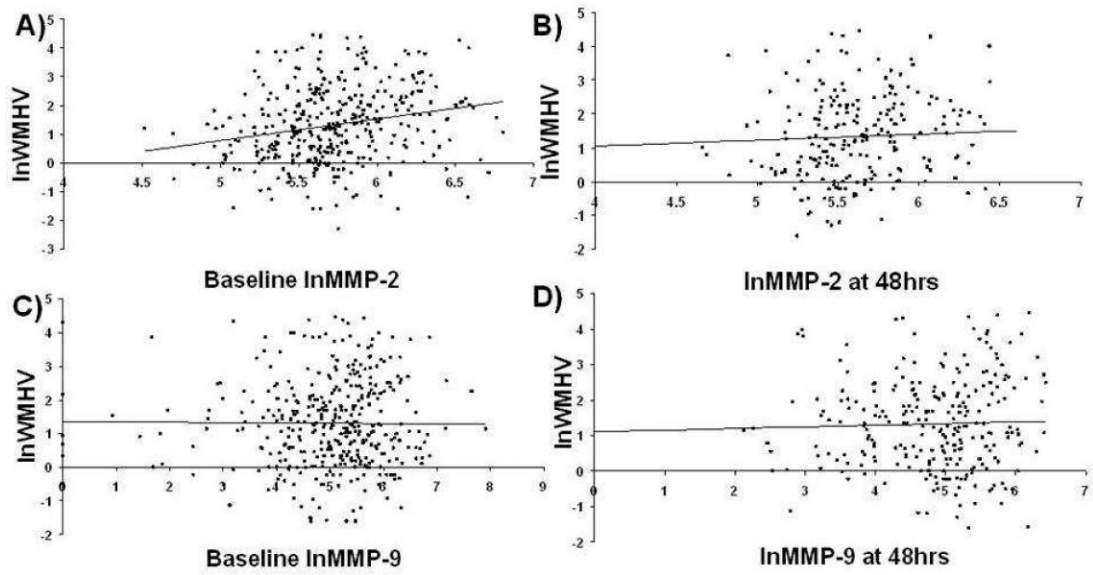 A)
lnWMHV
5
4
3
2
1
0
-1
-2
-3
4 4.5 5 5.5 6 6.5 7
Baseline lnMMP-2
B)
lnWMHV
5
4
3
2
1
0
-1
-2
4 4.5 5 5.5 6 6.5 7
lnMMP-2 at 48hrs
C)
lnWMHV
5
4
3
2
1
0
-1
-2
0 1 2 3 4 5 6 7 8 9
Baseline lnMMP-9
D)
lnWMHV
5
4
3
2
1
0
-1
-2
0 1 2 3 4 5 6 7
lnMMP-9 at 48hrs